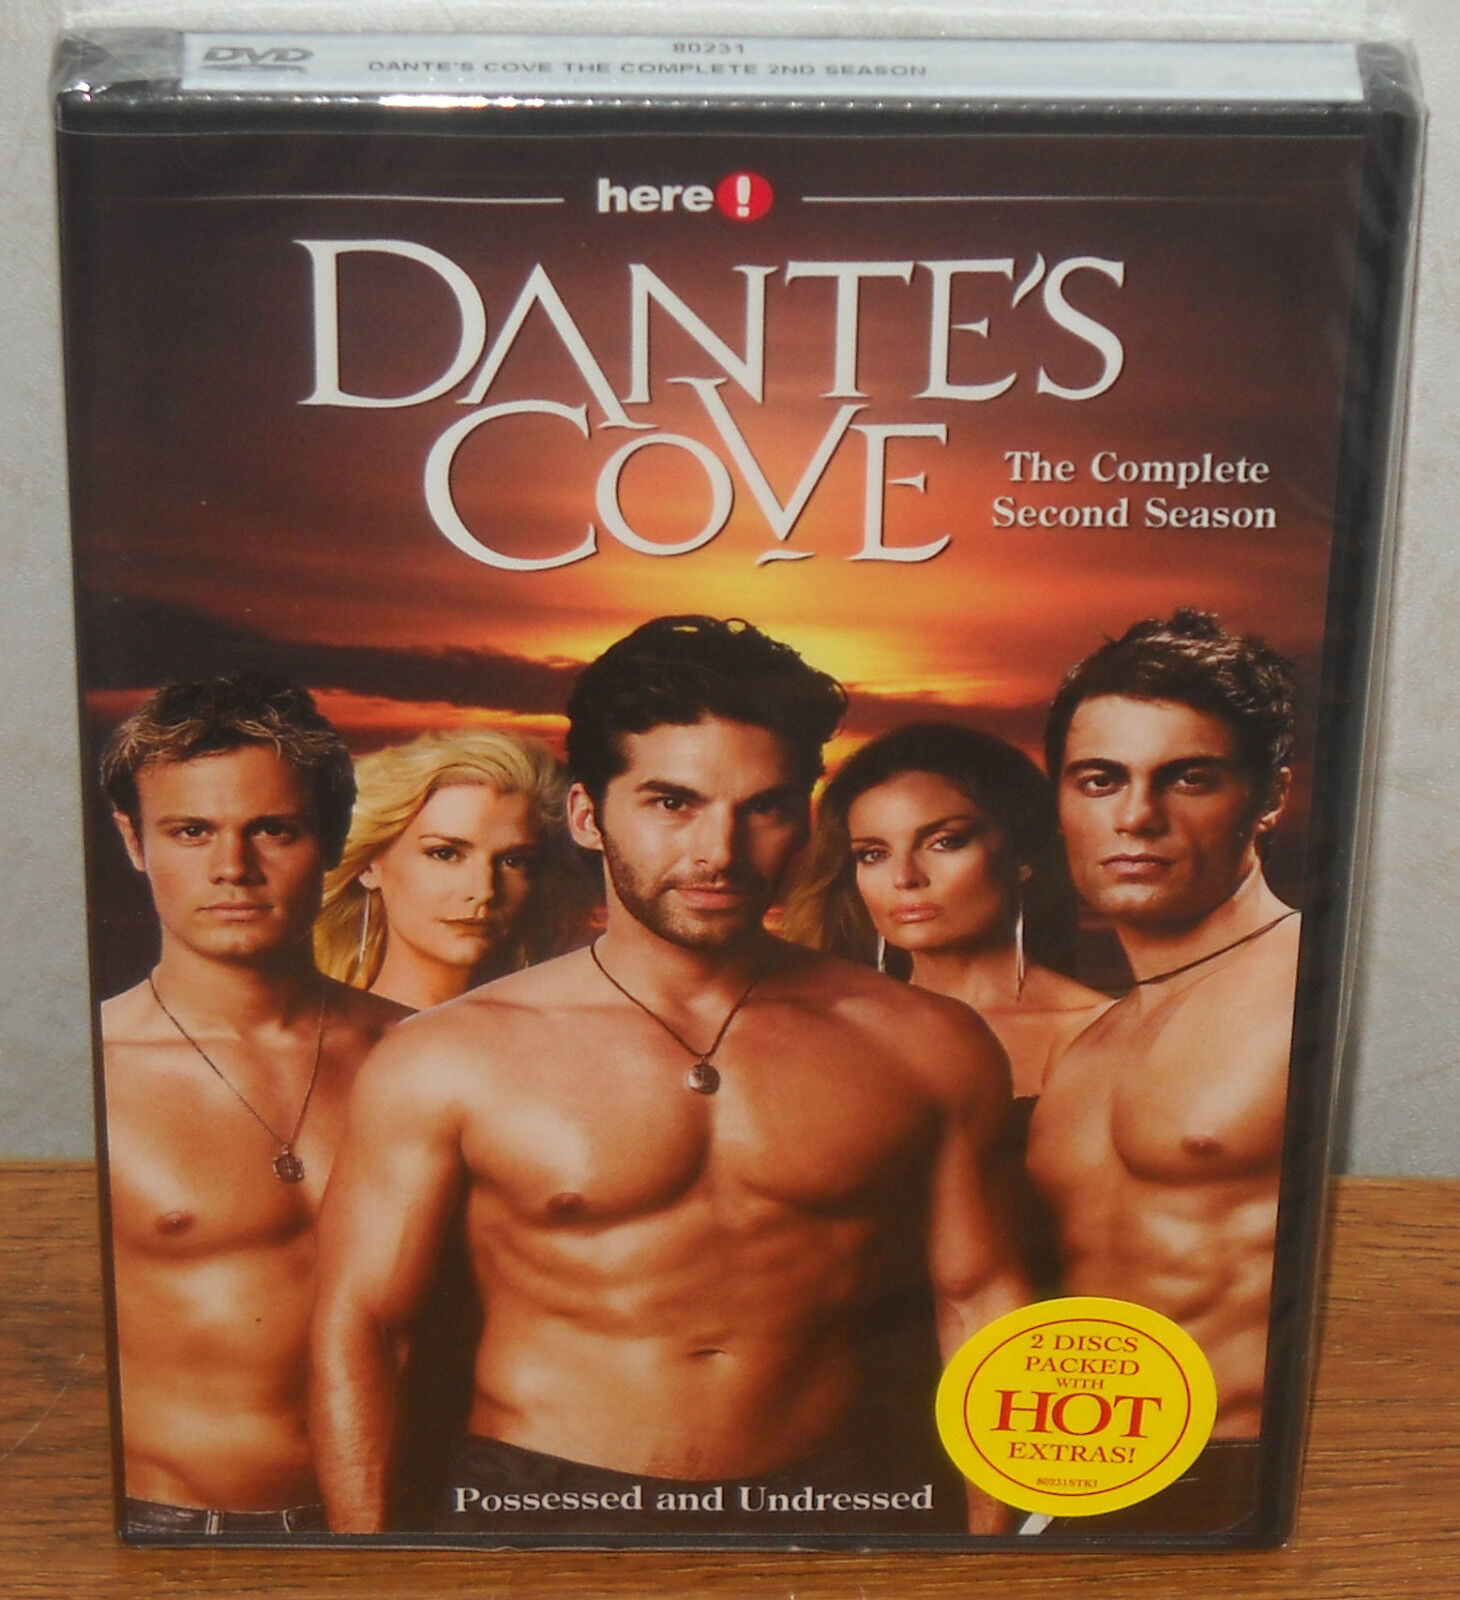 DVD
80231
DANTE'S COVE THE COMPLETE 2ND SEASON
here!
DANTE'S
COVE
The Complete
Second Season
2 DISCS
PACKED
WITH
HOT
EXTRAS!
80231STK1
Possessed and Undressed